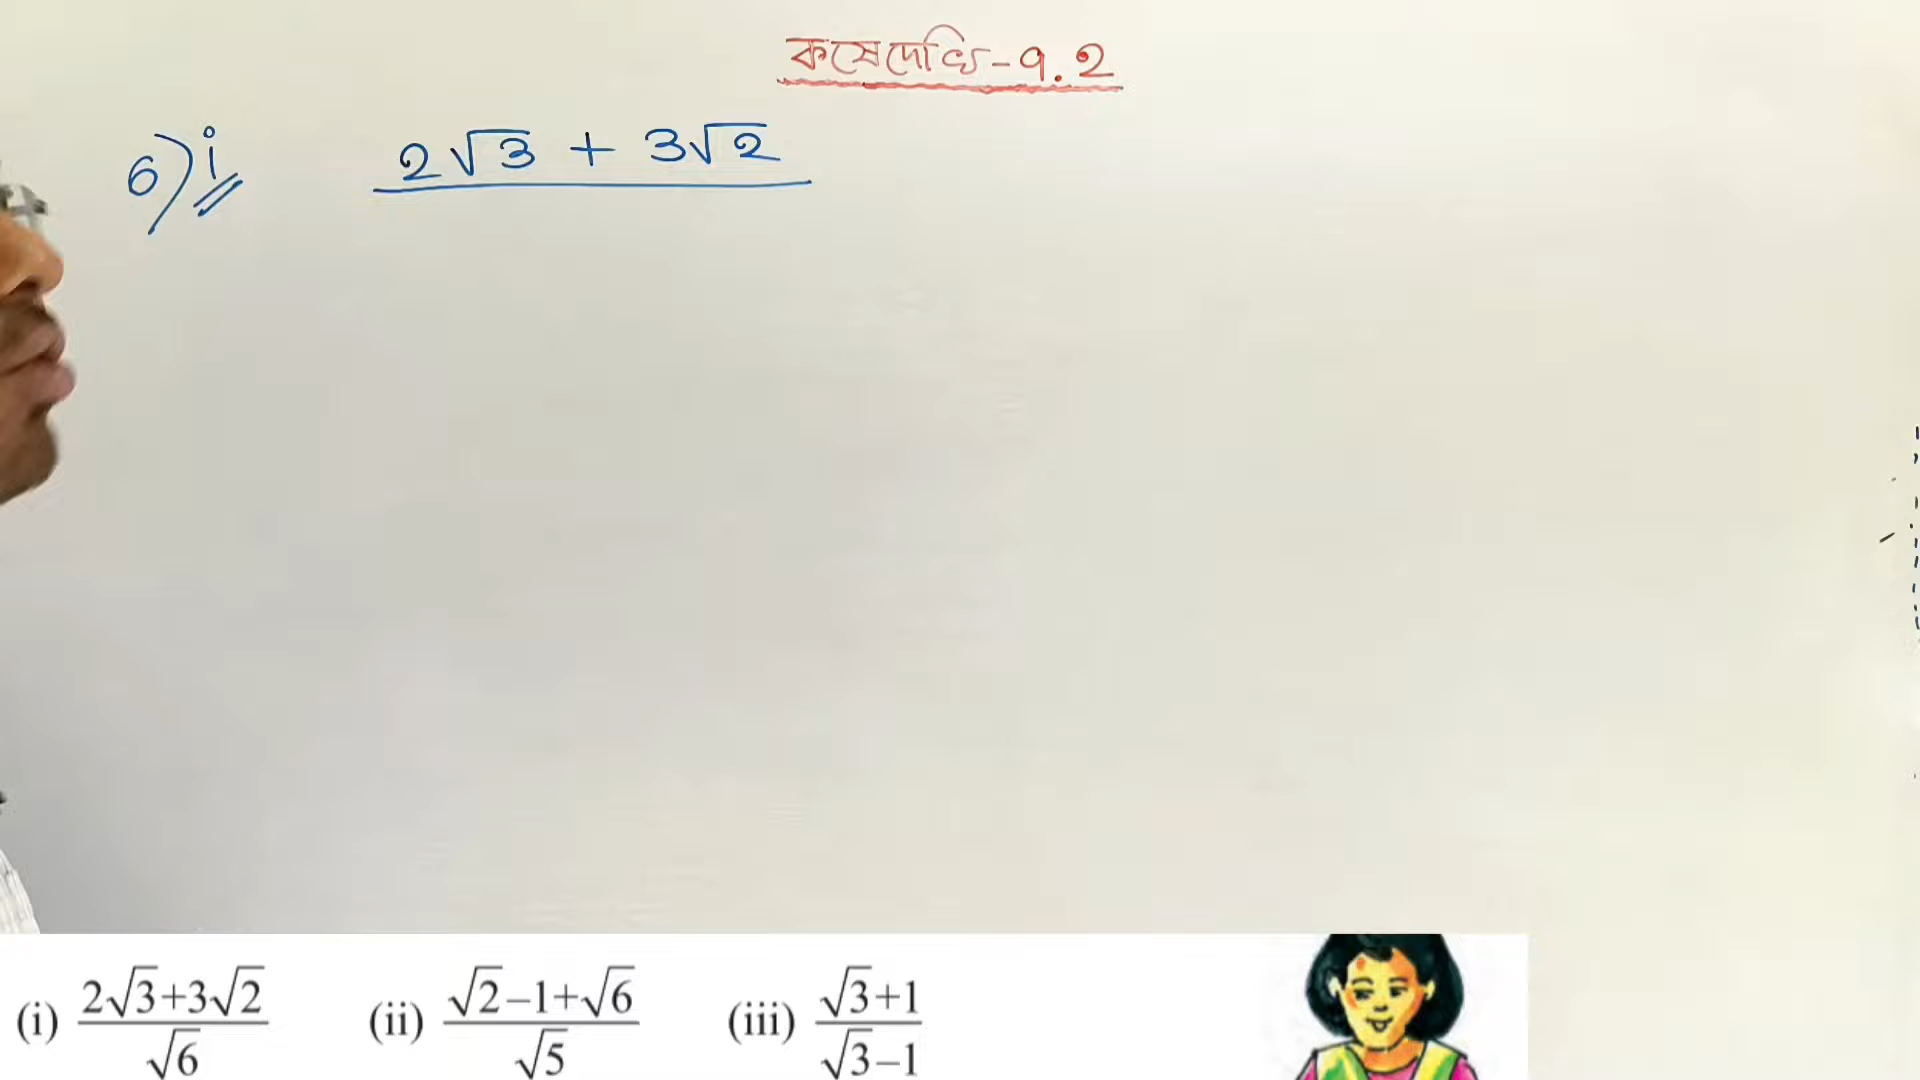 কষে দেখি - ৭.২
6) i 2√3 + 3√2
(i) (2√3+3√2)/√6 (ii) (√2–1+√6)/√5 (iii) (√3+1)/(√3–1)